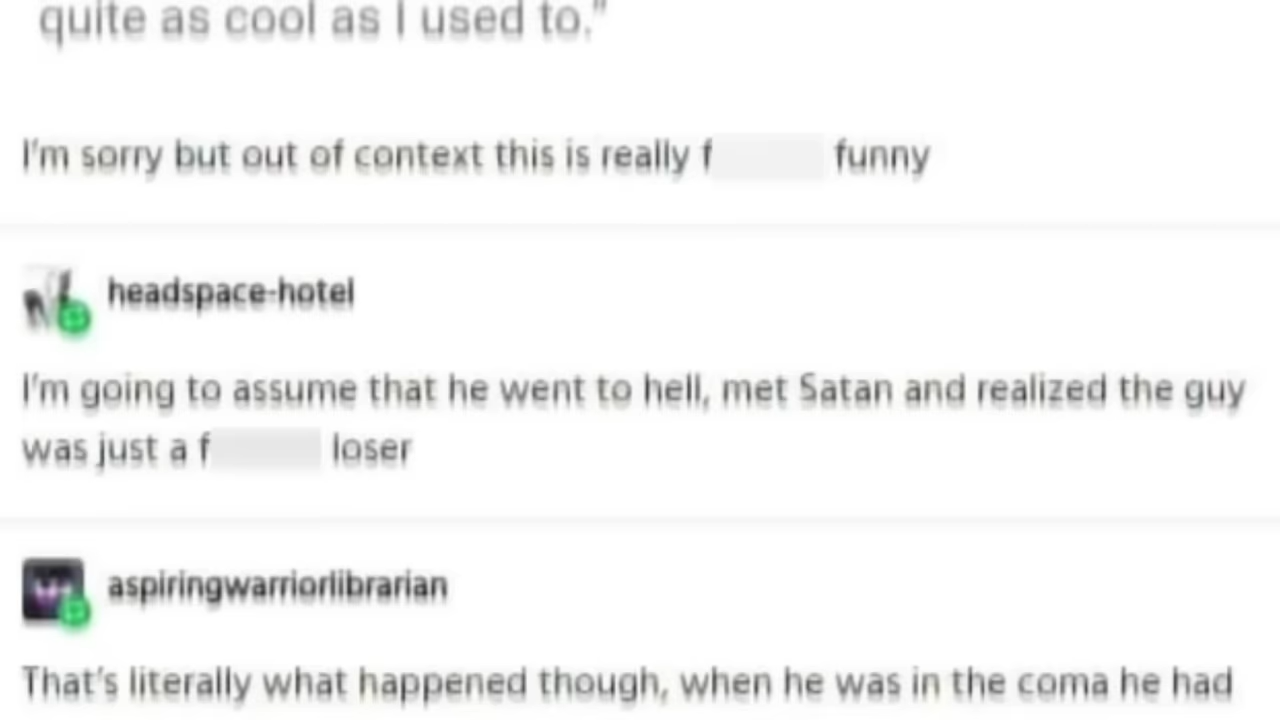 quite as cool as I used to."
I'm sorry but out of context this is really f funny
headspace-hotel
I'm going to assume that he went to hell, met Satan and realized the guy
was just a f loser
aspiringwarriorlibrarian
That's literally what happened though, when he was in the coma he had